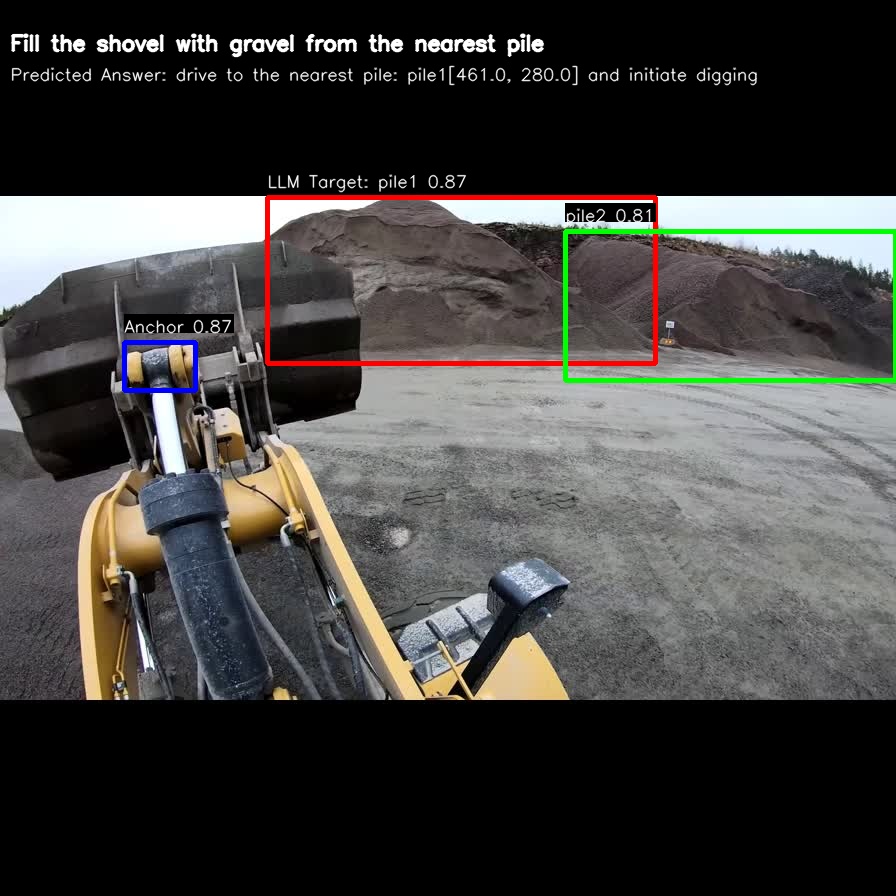 Fill the shovel with gravel from the nearest pile
Predicted Answer: drive to the nearest pile: pile1[461.0, 280.0] and initiate digging
LLM Target: pile1 0.87
pile2 0.81
Anchor 0.87